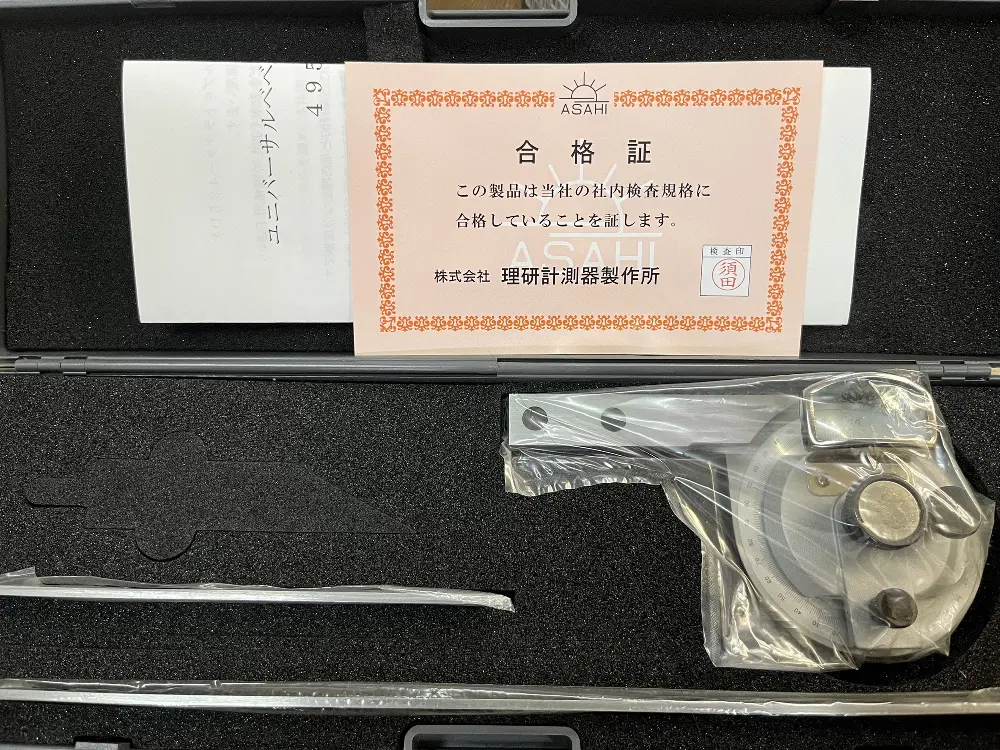 ASAHI
合格証
この製品は当社の社内検査規格に
合格していることを証します。
ASAHI
株式会社 理研計測器製作所
検査印
須田
ユニバーサルベベ
495